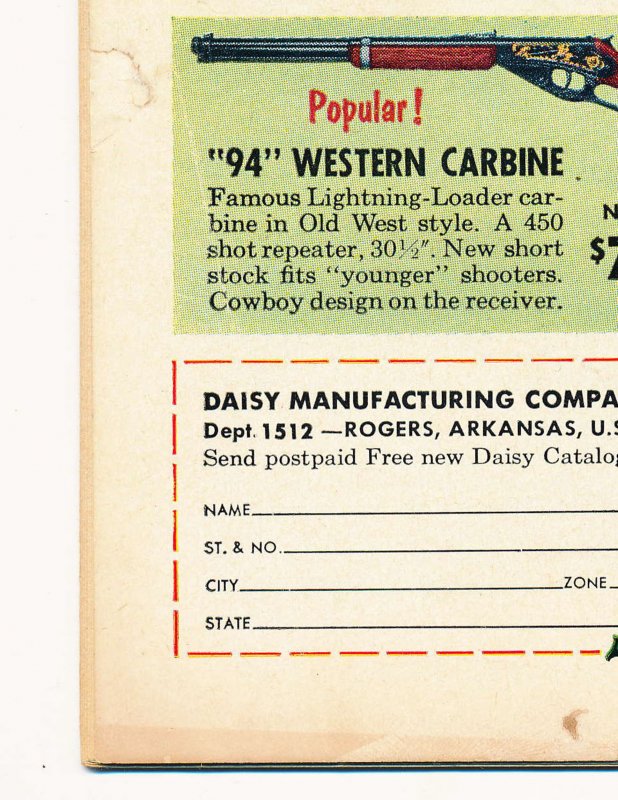 Popular!
"94" WESTERN CARBINE
Famous Lightning-Loader car-
bine in Old West style. A 450
shot repeater, 30½". New short
stock fits "younger" shooters.
Cowboy design on the receiver.
N
$7
DAISY MANUFACTURING COMPA
Dept. 1512 —ROGERS, ARKANSAS, U.S
Send postpaid Free new Daisy Catalog
NAME
ST. & NO.
CITY ZONE
STATE